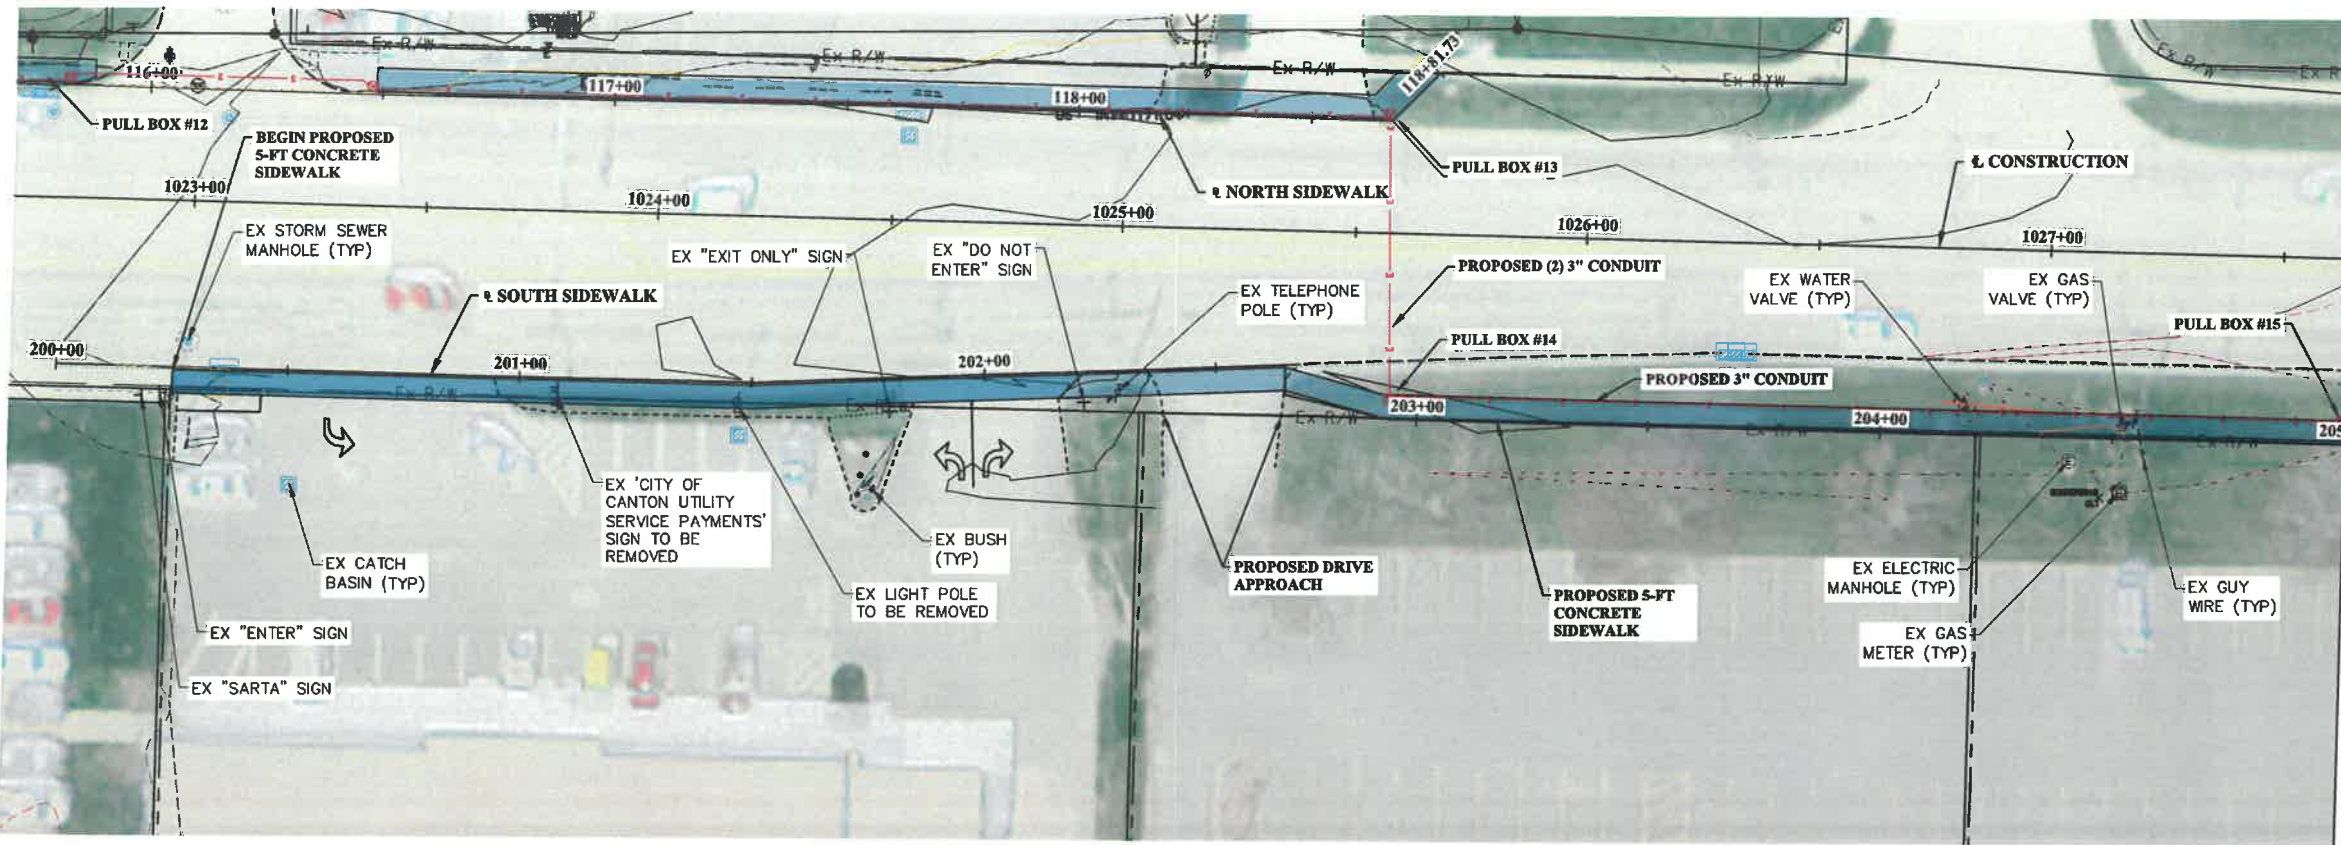 Ex R/W
Ex R/W
Ex R/W
Ex R/W
Ex R/W
116+00
117+00
118+00
118+81.73
PULL BOX #12
BEGIN PROPOSED
5-FT CONCRETE
SIDEWALK
PULL BOX #13
℄ CONSTRUCTION
℄ NORTH SIDEWALK
1023+00
1024+00
1025+00
1026+00
1027+00
EX STORM SEWER
MANHOLE (TYP)
EX "EXIT ONLY" SIGN
EX "DO NOT
ENTER" SIGN
PROPOSED (2) 3" CONDUIT
EX WATER
VALVE (TYP)
EX GAS
VALVE (TYP)
EX TELEPHONE
POLE (TYP)
℄ SOUTH SIDEWALK
PULL BOX #14
PULL BOX #15
200+00
201+00
202+00
PROPOSED 3" CONDUIT
203+00
204+00
205
Ex R/W
Ex R/W
Ex R/W
Ex R/W
EX 'CITY OF
CANTON UTILITY
SERVICE PAYMENTS'
SIGN TO BE
REMOVED
EX CATCH
BASIN (TYP)
EX BUSH
(TYP)
EX LIGHT POLE
TO BE REMOVED
PROPOSED DRIVE
APPROACH
PROPOSED 5-FT
CONCRETE
SIDEWALK
EX ELECTRIC
MANHOLE (TYP)
EX GUY
WIRE (TYP)
EX GAS
METER (TYP)
EX "ENTER" SIGN
EX "SARTA" SIGN